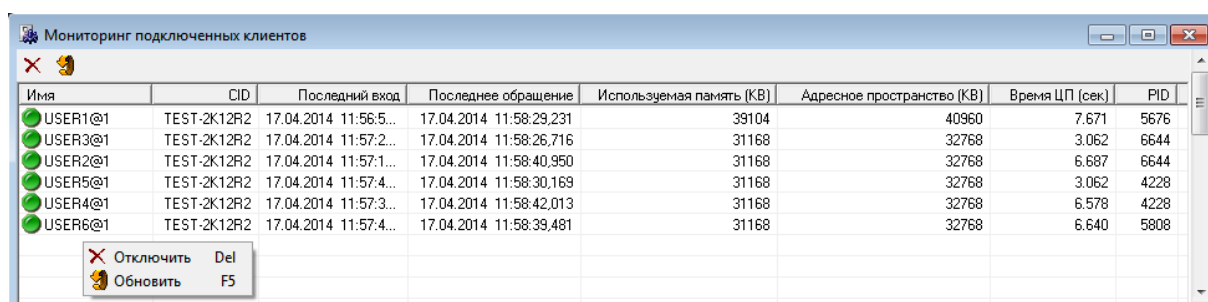 Мониторинг подключенных клиентов
Имя CID Последний вход Последнее обращение Используемая память (KB) Адресное пространство (KB) Время ЦП (сек) PID
USER1@1 TEST-2K12R2 17.04.2014 11:56:5... 17.04.2014 11:58:29,231 39104 40960 7.671 5676
USER3@1 TEST-2K12R2 17.04.2014 11:57:2... 17.04.2014 11:58:26,716 31168 32768 3.062 6644
USER2@1 TEST-2K12R2 17.04.2014 11:57:1... 17.04.2014 11:58:40,950 31168 32768 6.687 6644
USER5@1 TEST-2K12R2 17.04.2014 11:57:4... 17.04.2014 11:58:30,169 31168 32768 3.062 4228
USER4@1 TEST-2K12R2 17.04.2014 11:57:3... 17.04.2014 11:58:42,013 31168 32768 6.578 4228
USER6@1 TEST-2K12R2 17.04.2014 11:57:4... 17.04.2014 11:58:39,481 31168 32768 6.640 5808
Отключить Del
Обновить F5